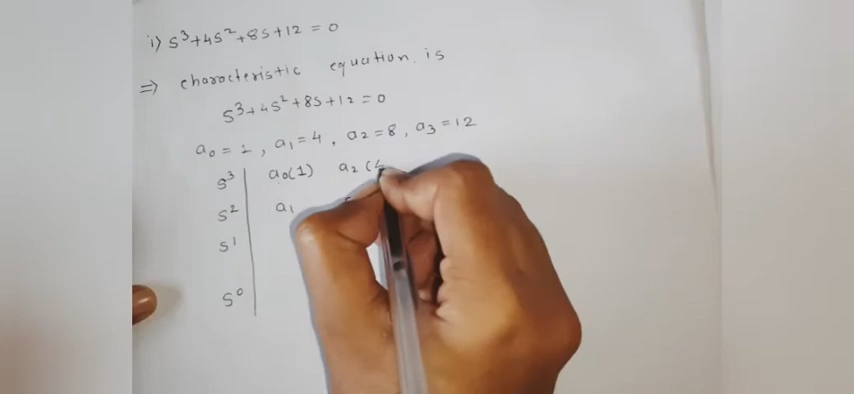 i) s³+4s²+8s+12 = 0
⇒ charocteristic equation is
s³+4s²+8s+12 = 0
a₀ = 1 , a₁ = 4 , a₂ = 8 , a₃ = 12
s³ a₀(1) a₂ (
s² a₁
s¹
s⁰